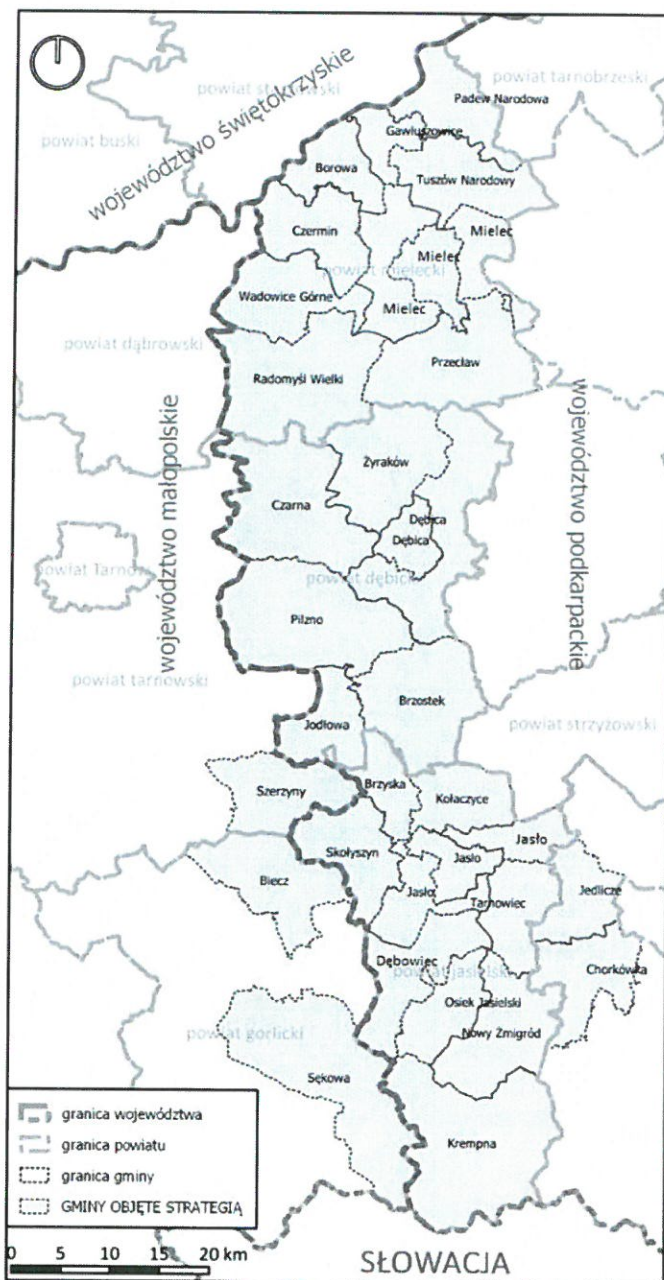 powiat tarnobrzeski
województwo świętokrzyskie
Padew Narodowa
powiat buski
Gawłuszowice
Borowa
Tuszów Narodowy
Czermin
Mielec
Mielec
powiat mielecki
Wadowice Górne
Mielec
powiat dąbrowski
Przecław
Radomyśl Wielki
województwo małopolskie
województwo podkarpackie
Żyraków
Czarna
Dębica
Dębica
powiat Tarnów
powiat dębicki
Pilzno
powiat tarnowski
Brzostek
Jodłowa
powiat strzyżowski
Szerzyny
Brzyska
Kołaczyce
Skołyszyn
Jasło
Jasło
Biecz
Jasło
Jedlicze
Tarnowiec
Dębowiec
powiat jasielski
Chorkówka
Osiek Jasielski
Nowy Żmigród
powiat gorlicki
Sękowa
Krempna
granica województwa
granica powiatu
granica gminy
GMINY OBJĘTE STRATEGIĄ
0 5 10 15 20 km
SŁOWACJA